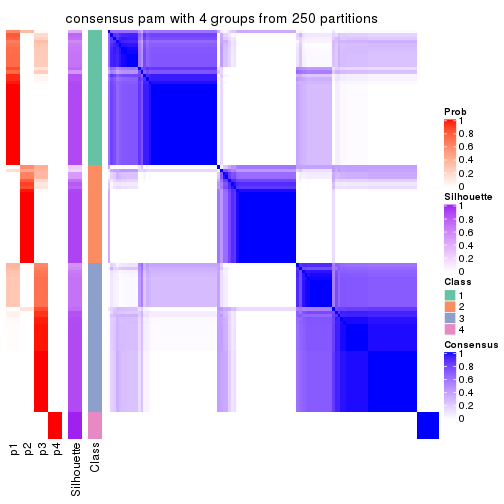 consensus pam with 4 groups from 250 partitions
Prob
1
0.8
0.6
0.4
0.2
0
Silhouette
1
0.8
0.6
0.4
0.2
0
Class
1
2
3
4
Consensus
1
0.8
0.6
0.4
0.2
0
p1
p2
p3
p4
Silhouette
Class